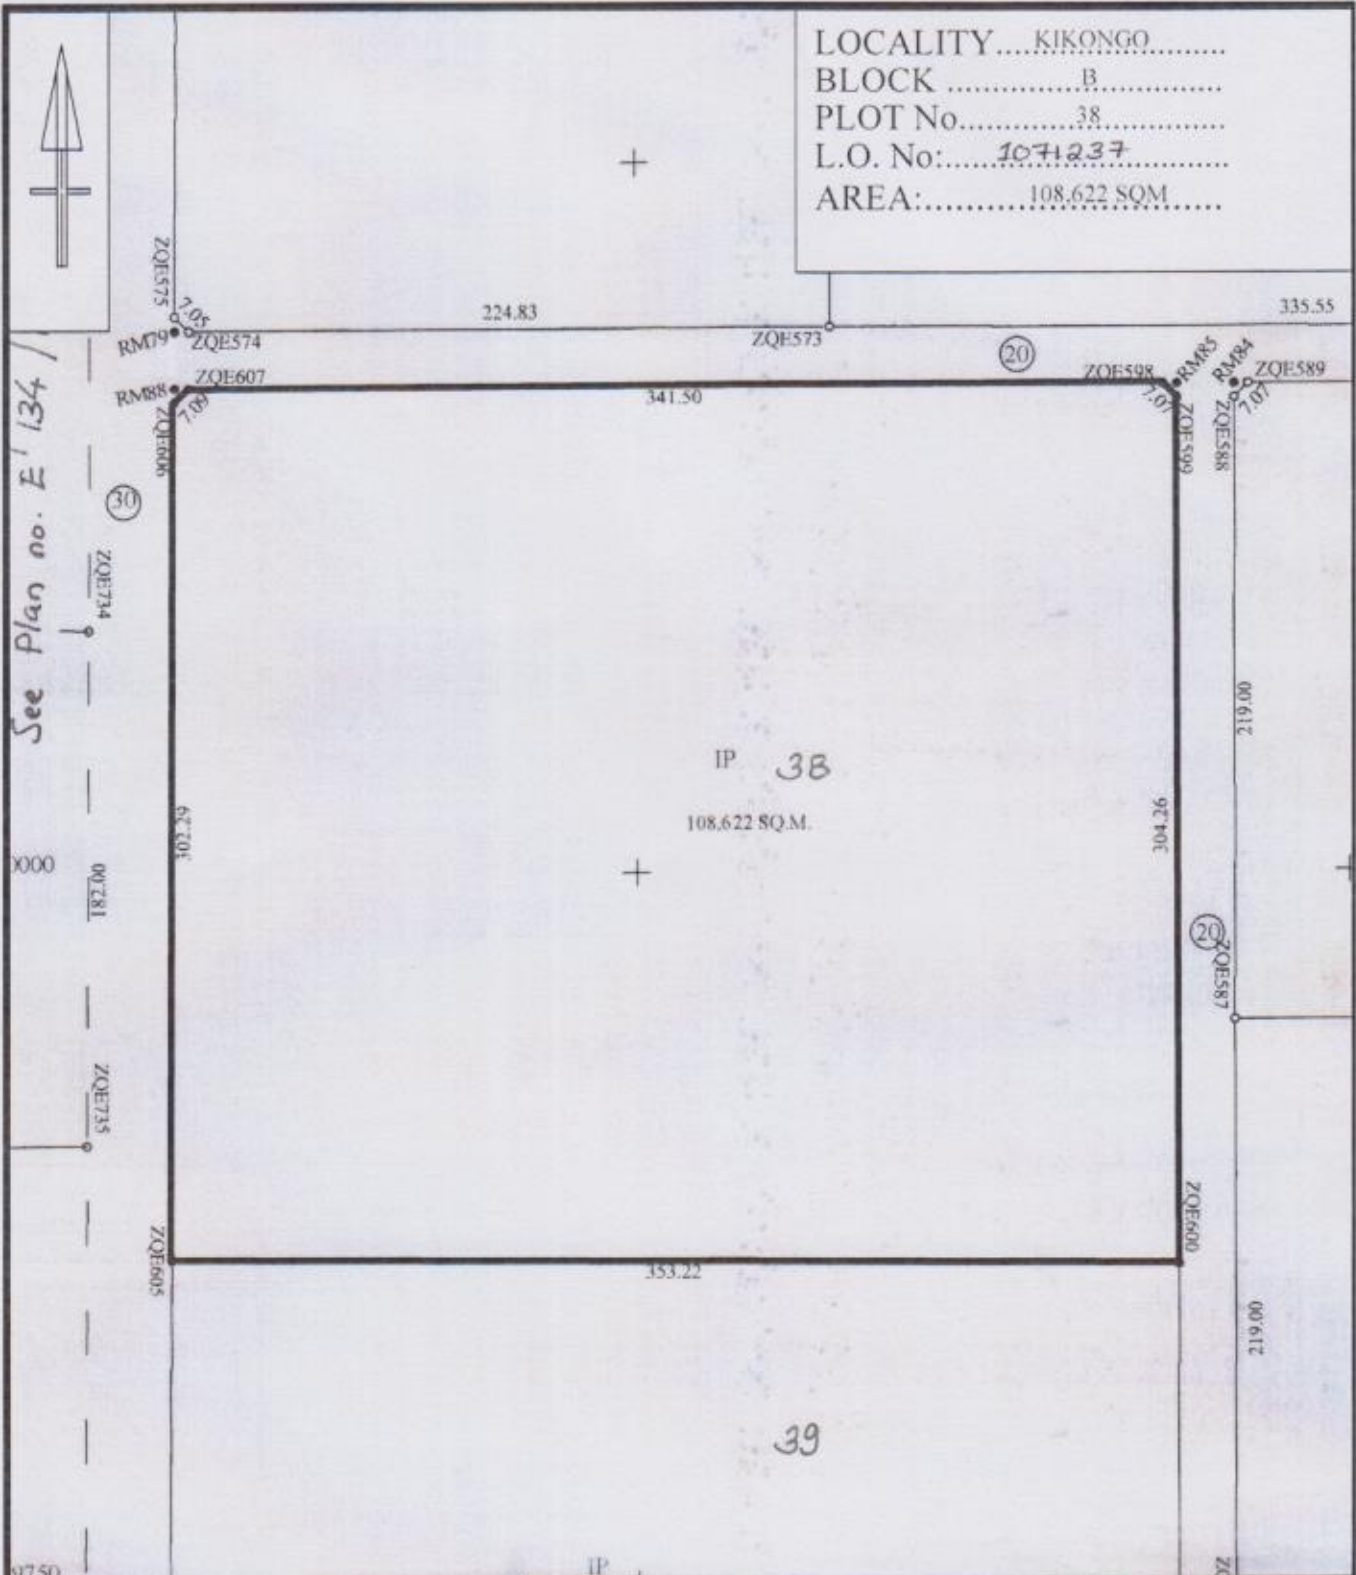 LOCALITY....KIKONGO..........
BLOCK ................B................
PLOT No..............38................
L.O. No:......1071237.............
AREA:............108,622 SQM......
ZQE575
7.05
224.83
335.55
RM79
ZQE574
ZQE573
20
RM85
RM84
ZQE589
RM88
ZQE607
ZQE598
7.09
341.50
7.07
7.07
ZQE606
ZQE599
ZQE588
See Plan no. E' 134 /
30
ZQE734
219.00
IP 38
108,622 SQ.M.
302.29
304.26
0000
182.00
20
ZQE587
ZQE735
ZQE605
ZQE600
353.22
219.00
39
9750
IP